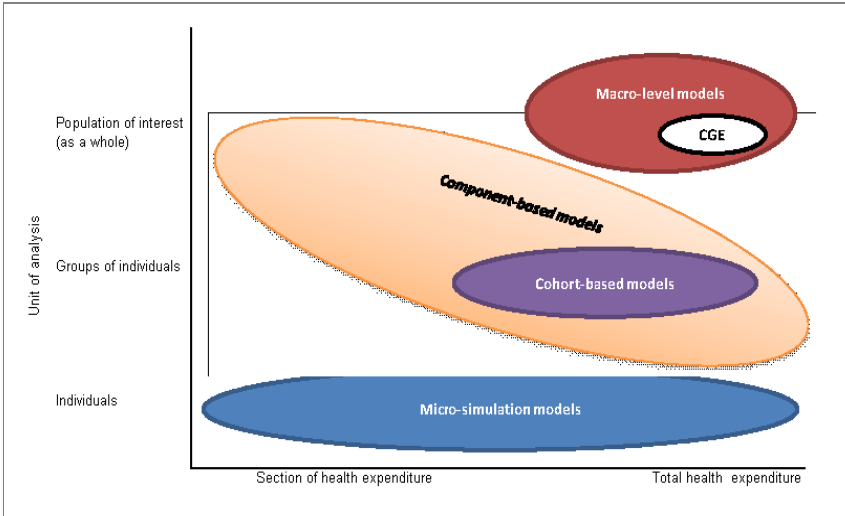 Macro-level models
Population of interest
(as a whole)
CGE
Component-based models
Unit of analysis
Groups of individuals
Cohort-based models
Individuals
Micro-simulation models
Section of health expenditure
Total health expenditure